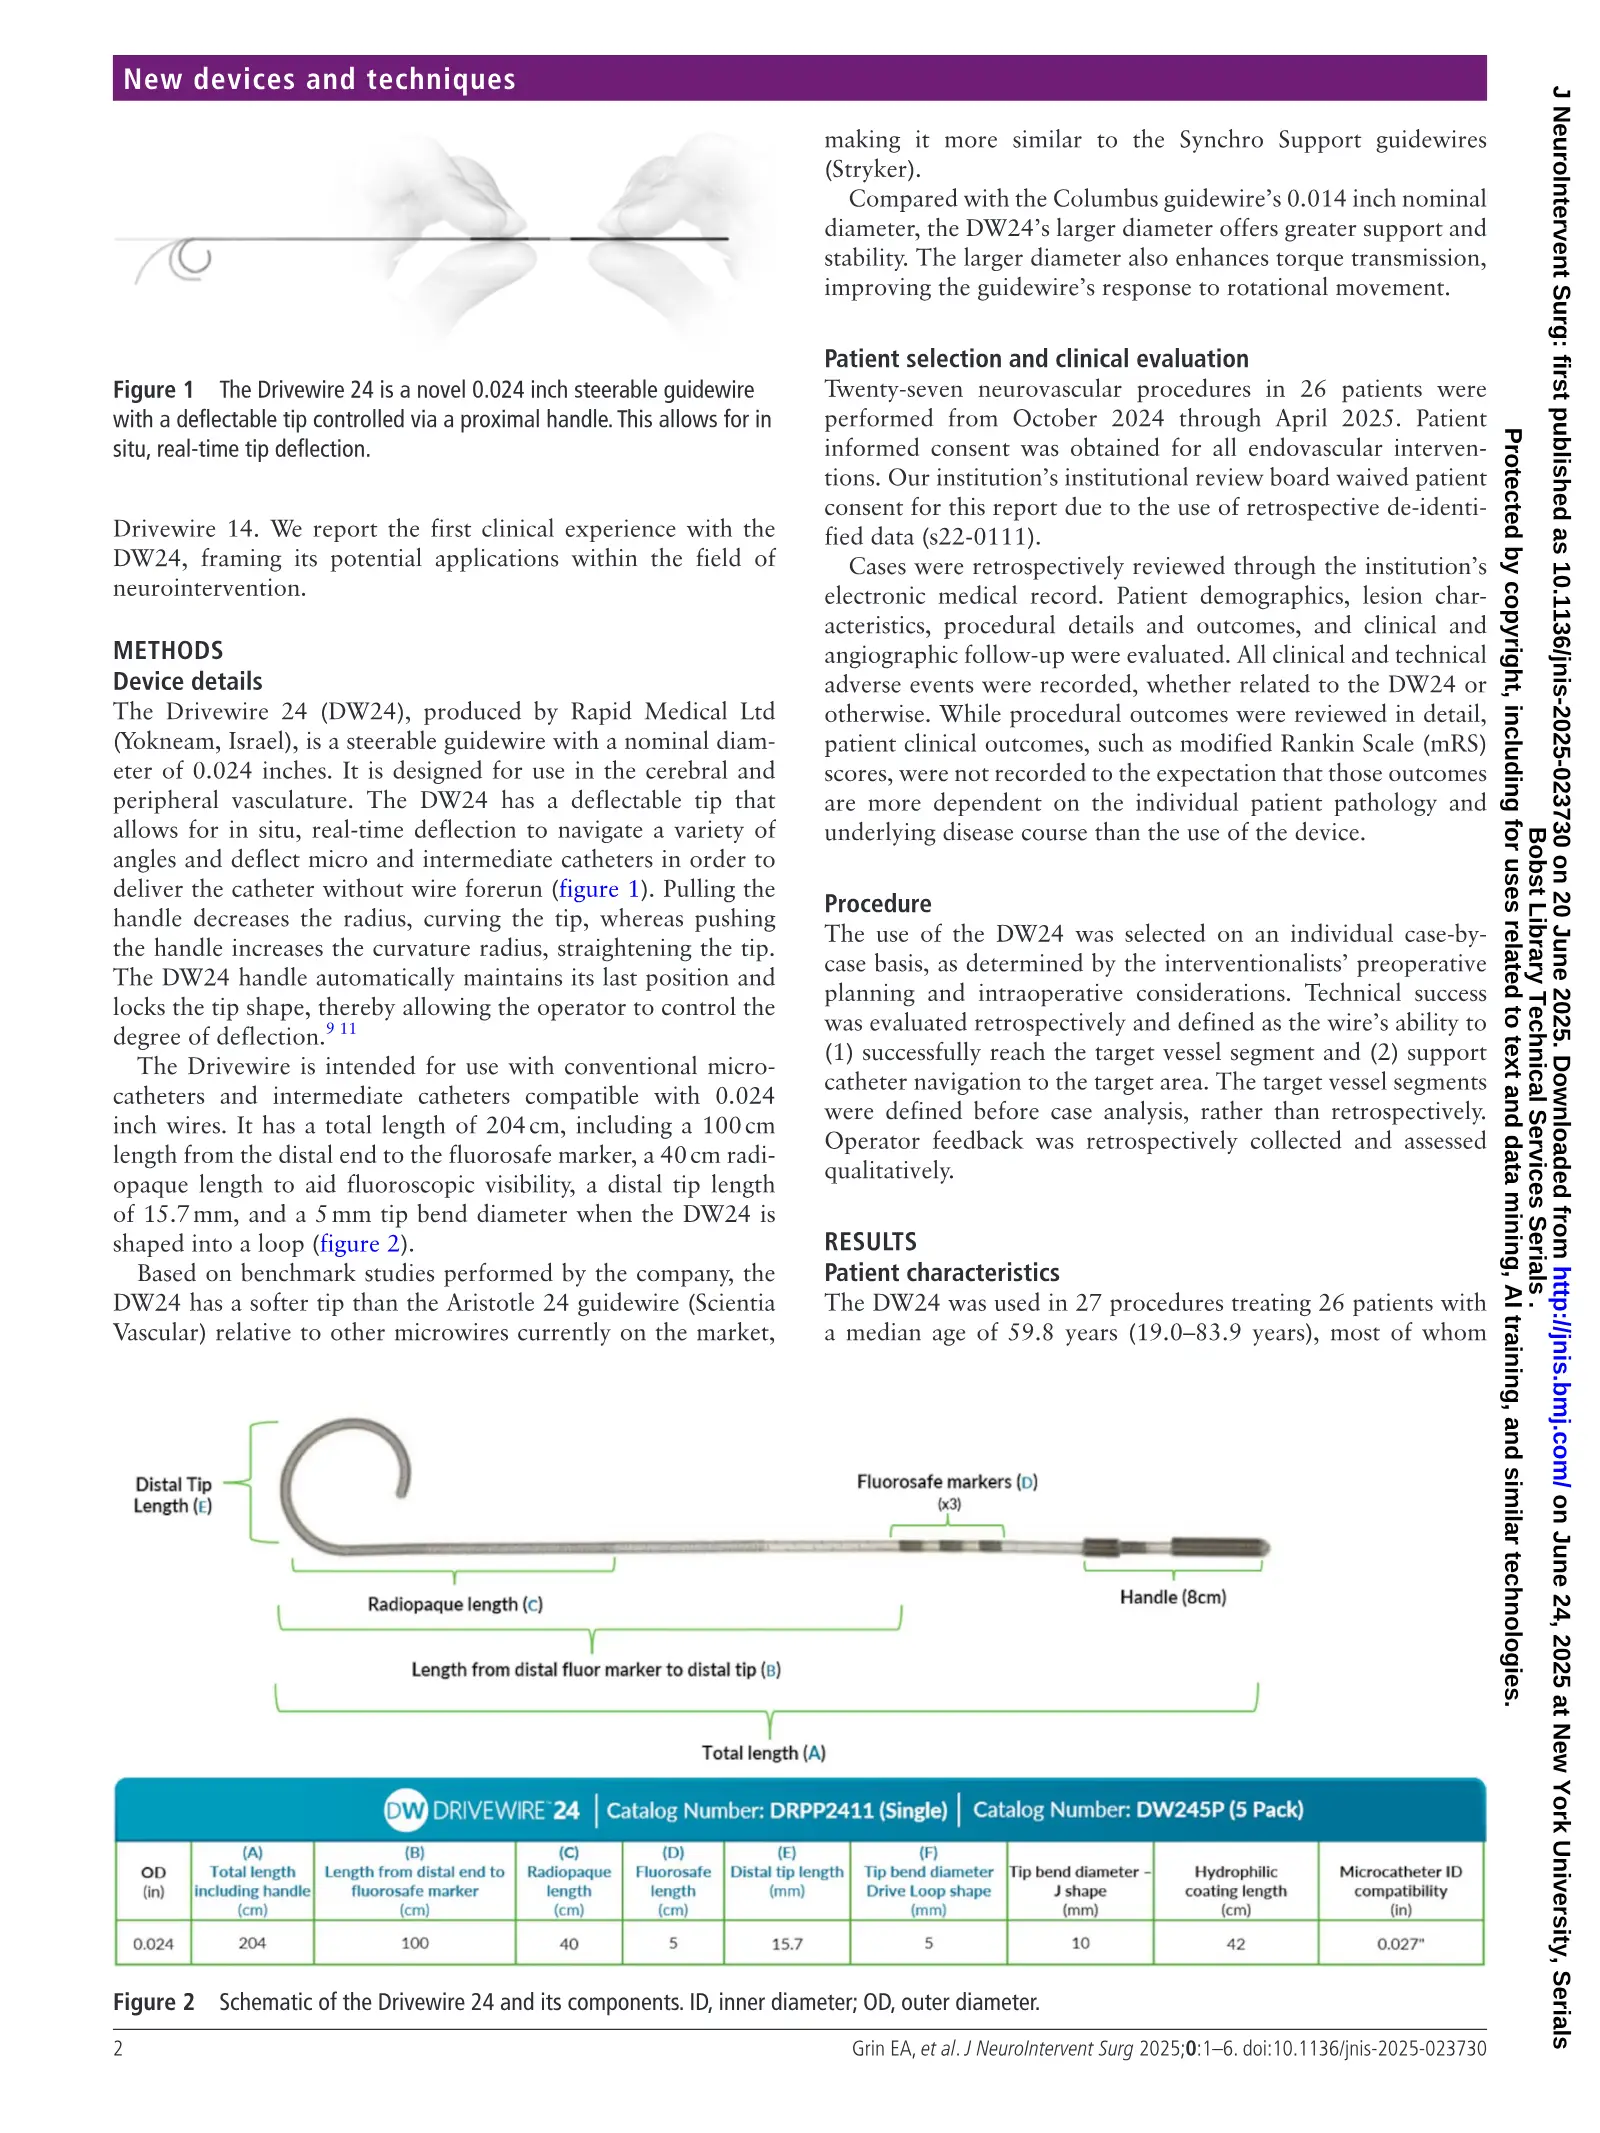 New devices and techniques
Figure 1 The Drivewire 24 is a novel 0.024 inch steerable guidewire
with a deflectable tip controlled via a proximal handle. This allows for in
situ, real-time tip deflection.
Drivewire 14. We report the first clinical experience with the
DW24, framing its potential applications within the field of
neurointervention.
METHODS
Device details
The Drivewire 24 (DW24), produced by Rapid Medical Ltd
(Yokneam, Israel), is a steerable guidewire with a nominal diam-
eter of 0.024 inches. It is designed for use in the cerebral and
peripheral vasculature. The DW24 has a deflectable tip that
allows for in situ, real-time deflection to navigate a variety of
angles and deflect micro and intermediate catheters in order to
deliver the catheter without wire forerun (figure 1). Pulling the
handle decreases the radius, curving the tip, whereas pushing
the handle increases the curvature radius, straightening the tip.
The DW24 handle automatically maintains its last position and
locks the tip shape, thereby allowing the operator to control the
degree of deflection.9 11
The Drivewire is intended for use with conventional micro-
catheters and intermediate catheters compatible with 0.024
inch wires. It has a total length of 204 cm, including a 100 cm
length from the distal end to the fluorosafe marker, a 40 cm radi-
opaque length to aid fluoroscopic visibility, a distal tip length
of 15.7 mm, and a 5 mm tip bend diameter when the DW24 is
shaped into a loop (figure 2).
Based on benchmark studies performed by the company, the
DW24 has a softer tip than the Aristotle 24 guidewire (Scientia
Vascular) relative to other microwires currently on the market,
making it more similar to the Synchro Support guidewires
(Stryker).
Compared with the Columbus guidewire's 0.014 inch nominal
diameter, the DW24's larger diameter offers greater support and
stability. The larger diameter also enhances torque transmission,
improving the guidewire's response to rotational movement.
Patient selection and clinical evaluation
Twenty-seven neurovascular procedures in 26 patients were
performed from October 2024 through April 2025. Patient
informed consent was obtained for all endovascular interven-
tions. Our institution's institutional review board waived patient
consent for this report due to the use of retrospective de-identi-
fied data (s22-0111).
Cases were retrospectively reviewed through the institution's
electronic medical record. Patient demographics, lesion char-
acteristics, procedural details and outcomes, and clinical and
angiographic follow-up were evaluated. All clinical and technical
adverse events were recorded, whether related to the DW24 or
otherwise. While procedural outcomes were reviewed in detail,
patient clinical outcomes, such as modified Rankin Scale (mRS)
scores, were not recorded to the expectation that those outcomes
are more dependent on the individual patient pathology and
underlying disease course than the use of the device.
Procedure
The use of the DW24 was selected on an individual case-by-
case basis, as determined by the interventionalists' preoperative
planning and intraoperative considerations. Technical success
was evaluated retrospectively and defined as the wire's ability to
(1) successfully reach the target vessel segment and (2) support
catheter navigation to the target area. The target vessel segments
were defined before case analysis, rather than retrospectively.
Operator feedback was retrospectively collected and assessed
qualitatively.
RESULTS
Patient characteristics
The DW24 was used in 27 procedures treating 26 patients with
a median age of 59.8 years (19.0–83.9 years), most of whom
Distal Tip
Length (E)
Fluorosafe markers (D)
(x3)
Radiopaque length (C)
Handle (8cm)
Length from distal fluor marker to distal tip (B)
Total length (A)
DW DRIVEWIRE™24 | Catalog Number: DRPP2411 (Single) | Catalog Number: DW245P (5 Pack)
OD
(in)
(A)
Total length
including handle
(cm)
(B)
Length from distal end to
fluorosafe marker
(cm)
(C)
Radiopaque
length
(cm)
(D)
Fluorosafe
length
(cm)
(E)
Distal tip length
(mm)
(F)
Tip bend diameter
Drive Loop shape
(mm)
Tip bend diameter –
J shape
(mm)
Hydrophilic
coating length
(cm)
Microcatheter ID
compatibility
(in)
0.024 204 100 40 5 15.7 5 10 42 0.027"
Figure 2 Schematic of the Drivewire 24 and its components. ID, inner diameter; OD, outer diameter.
2 Grin EA, et al. J NeuroIntervent Surg 2025;0:1–6. doi:10.1136/jnis-2025-023730
J NeuroIntervent Surg: first published as 10.1136/jnis-2025-023730 on 20 June 2025. Downloaded from http://jnis.bmj.com/ on June 24, 2025 at New York University, Serials
Bobst Library Technical Services Serials .
Protected by copyright, including for uses related to text and data mining, AI training, and similar technologies.